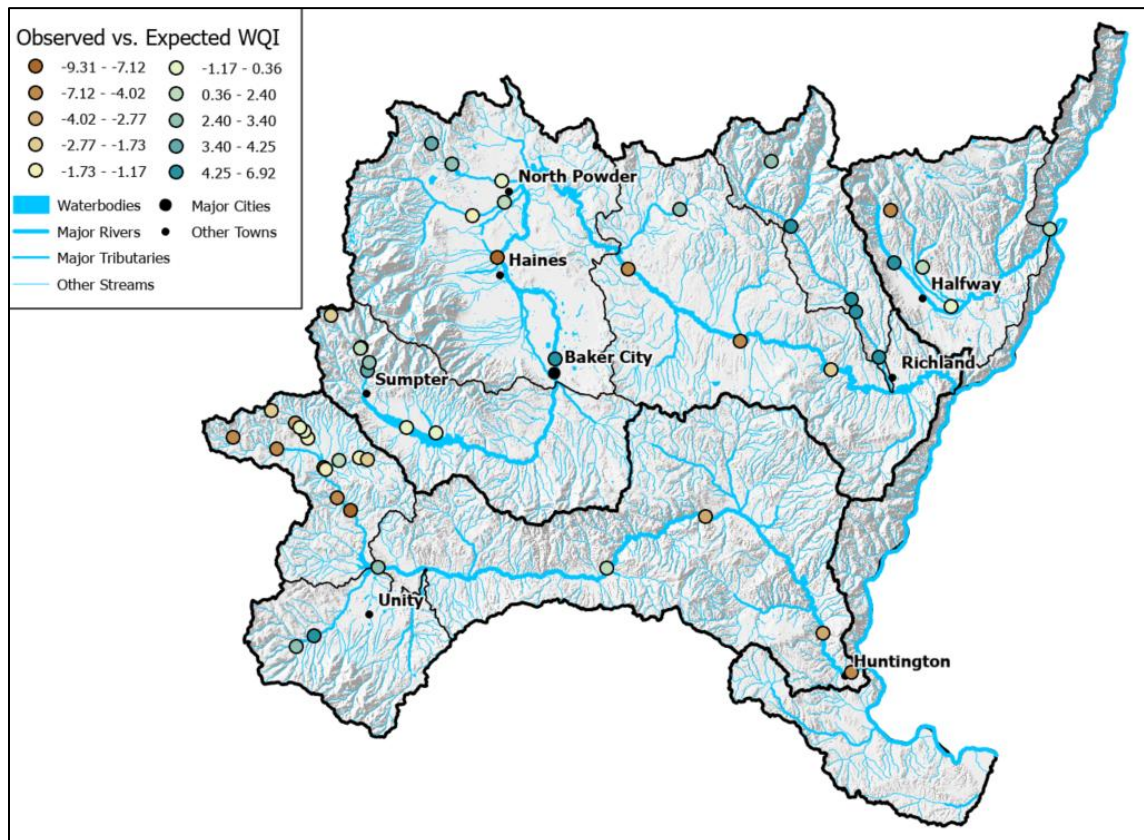 Observed vs. Expected WQI
-9.31 - -7.12
-7.12 - -4.02
-4.02 - -2.77
-2.77 - -1.73
-1.73 - -1.17
-1.17 - 0.36
0.36 - 2.40
2.40 - 3.40
3.40 - 4.25
4.25 - 6.92
Waterbodies
Major Rivers
Major Tributaries
Other Streams
Major Cities
Other Towns
North Powder
Haines
Halfway
Baker City
Richland
Sumpter
Unity
Huntington